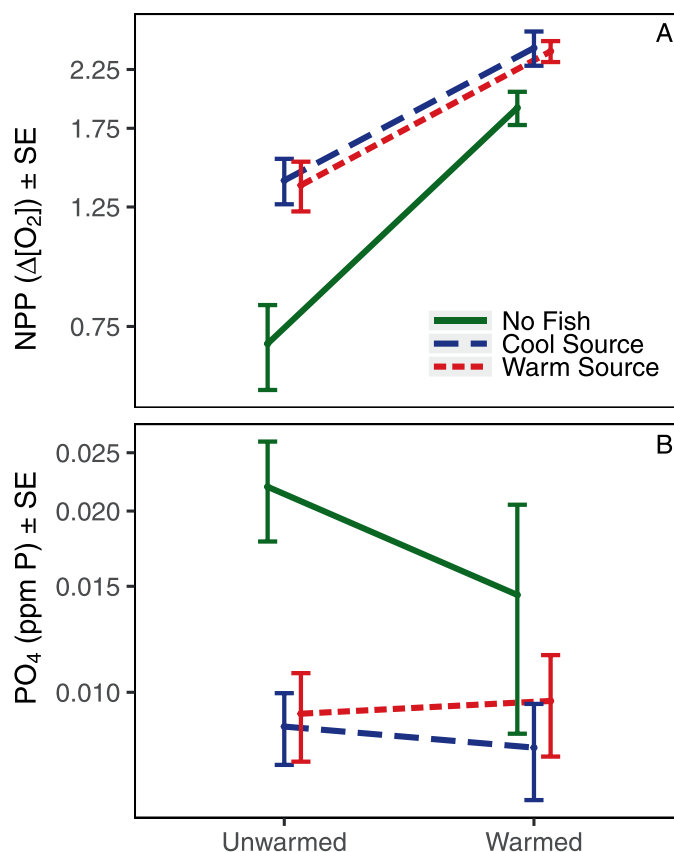 A
NPP (Δ[O₂]) ± SE
2.25
1.75
1.25
0.75
No Fish
Cool Source
Warm Source
B
PO₄ (ppm P) ± SE
0.025
0.020
0.015
0.010
Unwarmed Warmed